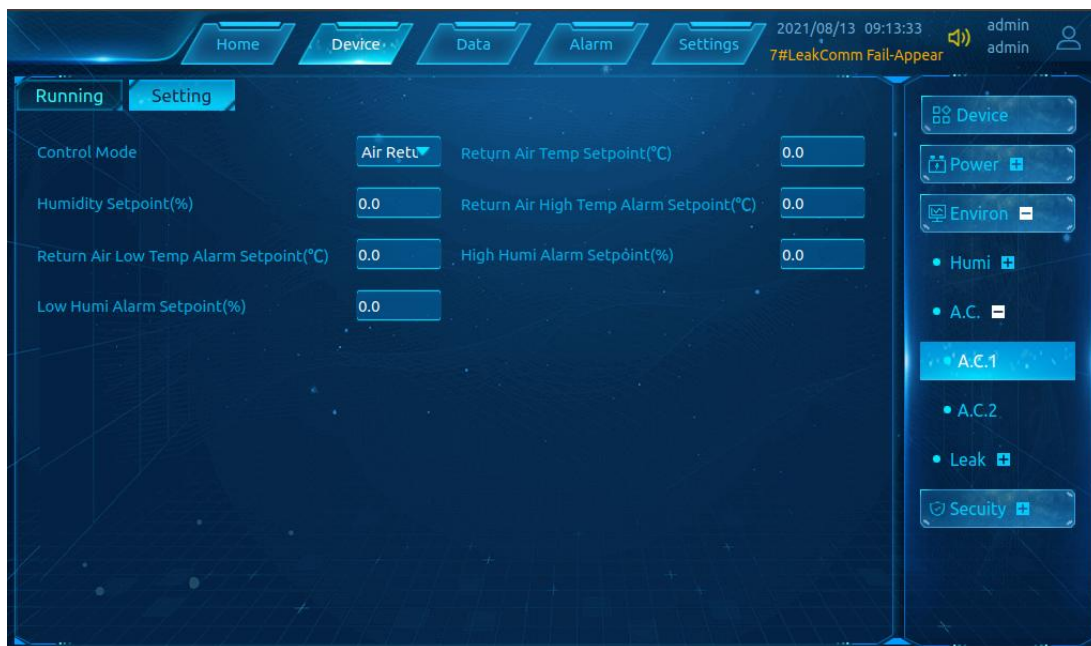 Home Device Data Alarm Settings 2021/08/13 09:13:33 admin
7#LeakComm Fail-Appear admin
Running Setting
Control Mode Air Retu Return Air Temp Setpoint(°C) 0.0
Humidity Setpoint(%) 0.0 Return Air High Temp Alarm Setpoint(°C) 0.0
Return Air Low Temp Alarm Setpoint(°C) 0.0 High Humi Alarm Setpoint(%) 0.0
Low Humi Alarm Setpoint(%) 0.0
Device
Power
Environ
Humi
A.C.
A.C.1
A.C.2
Leak
Secuity